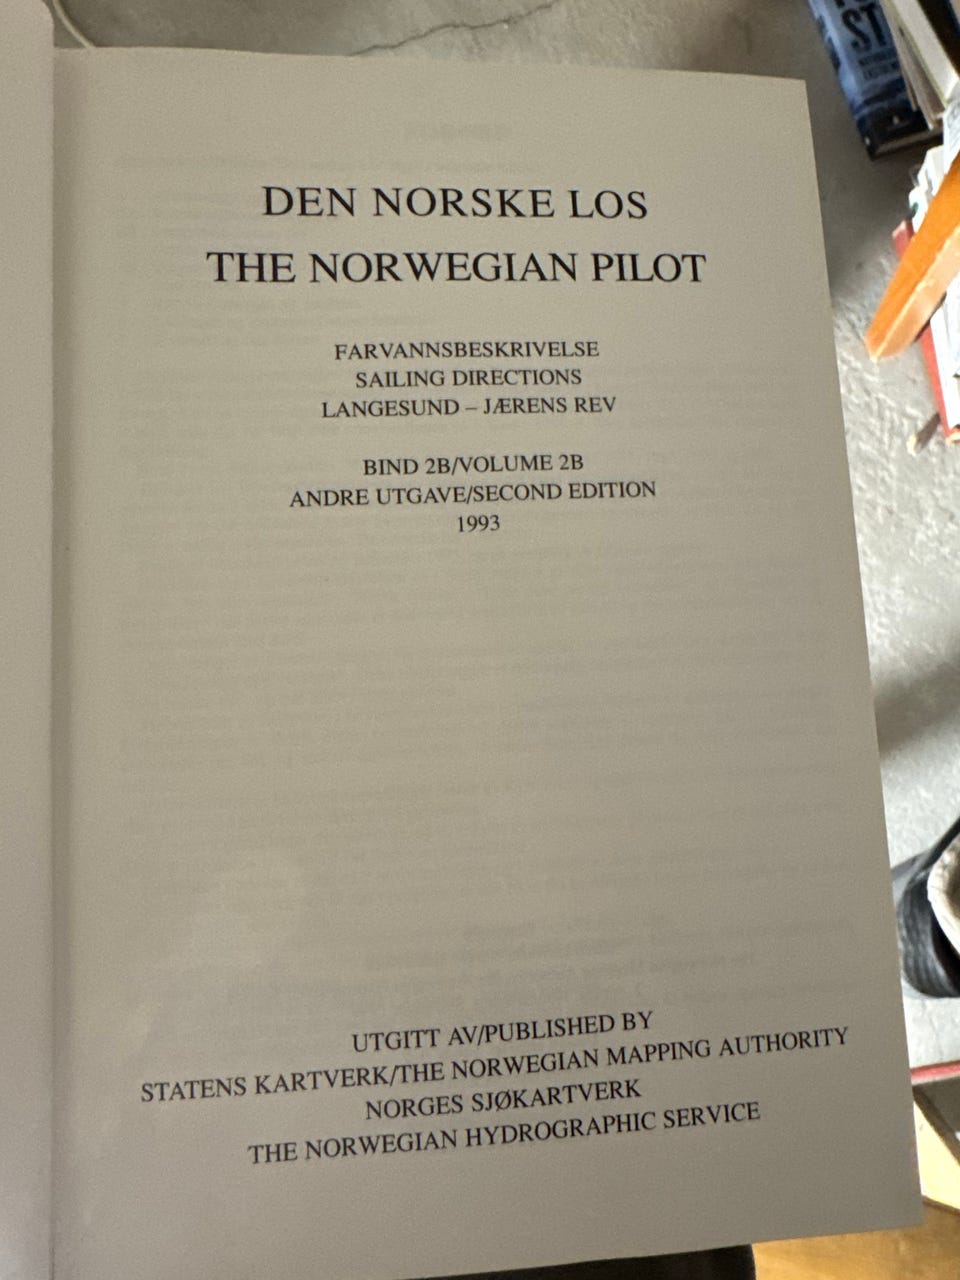 DEN NORSKE LOS
THE NORWEGIAN PILOT
FARVANNSBESKRIVELSE
SAILING DIRECTIONS
LANGESUND – JÆRENS REV
BIND 2B/VOLUME 2B
ANDRE UTGAVE/SECOND EDITION
1993
UTGITT AV/PUBLISHED BY
STATENS KARTVERK/THE NORWEGIAN MAPPING AUTHORITY
NORGES SJØKARTVERK
THE NORWEGIAN HYDROGRAPHIC SERVICE
ST